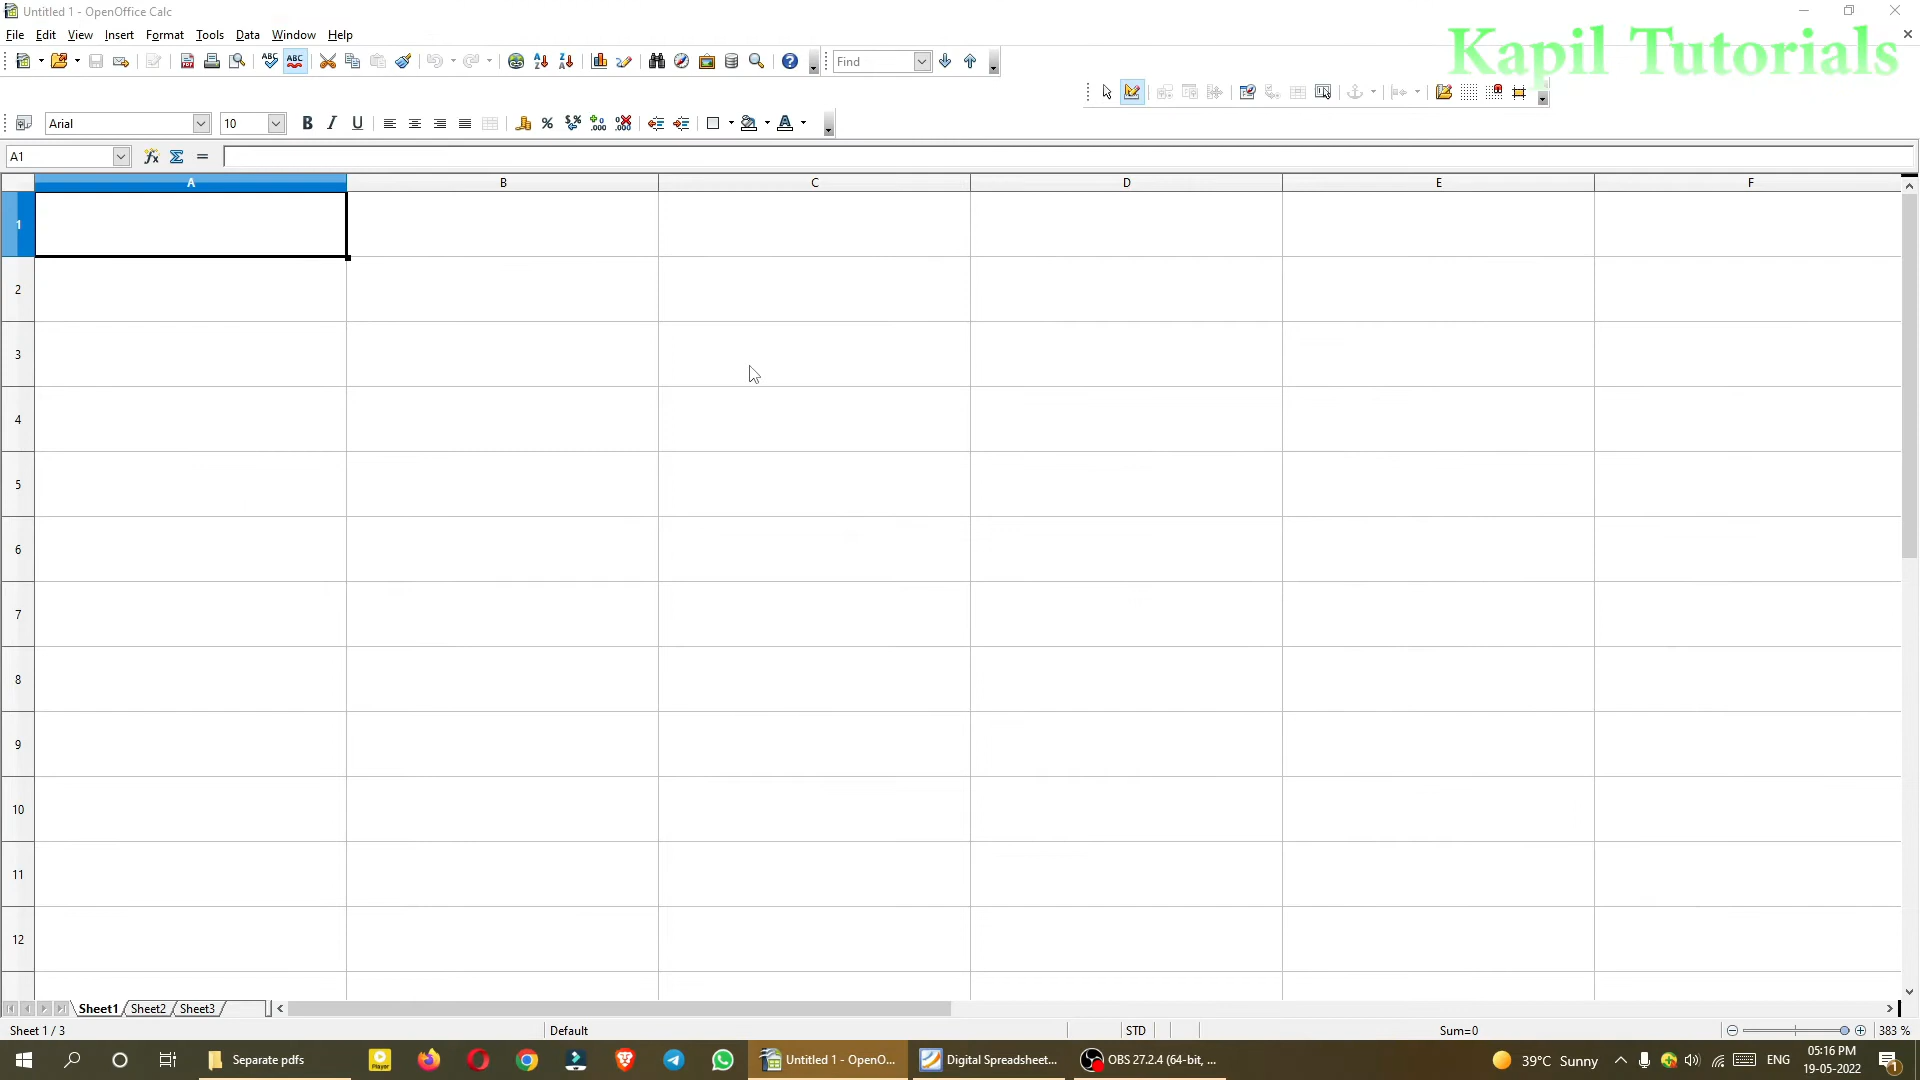 Untitled 1 - OpenOffice Calc
File Edit View Insert Format Tools Data Window Help
Kapil Tutorials
ABC ABC Find
Arial 10 B I U
A1
A B C D E F
1
2
3
4
5
6
7
8
9
10
11
12
Sheet1 Sheet2 Sheet3
Sheet 1 / 3 Default STD Sum=0 383 %
Separate pdfs Player Untitled 1 - OpenO... Digital Spreadsheet... OBS 27.2.4 (64-bit, ... 39°C Sunny ENG 05:16 PM
19-05-2022